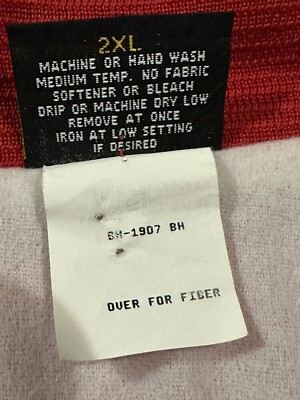 2XL
MACHINE OR HAND WASH
MEDIUM TEMP. NO FABRIC
SOFTENER OR BLEACH
DRIP OR MACHINE DRY LOW
REMOVE AT ONCE
IRON AT LOW SETTING
IF DESIRED
BH-1907 BH
OVER FOR FIBER